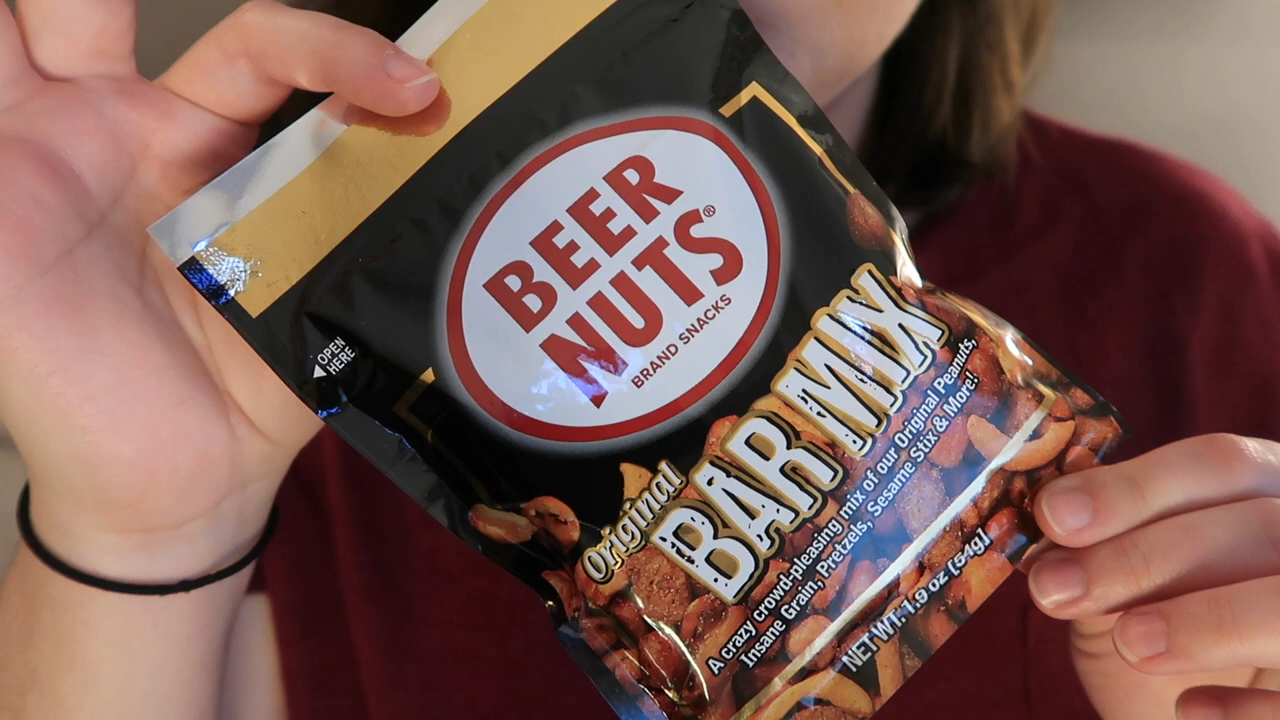 OPEN
HERE
BEER
NUTS®
BRAND SNACKS
Original
BAR MIX
A crazy crowd-pleasing mix of our Original Peanuts,
Insane Grain, Pretzels, Sesame Stix & More!
NET WT. 1.9 oz [54g]